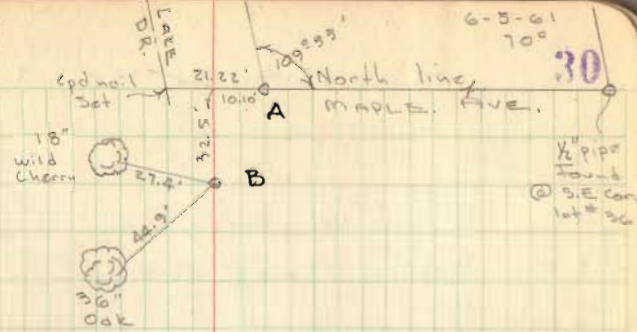 LAKE
DR.
6-5-61
70°
30
109°55'
60d nail
set
21.22'
10.10'
North line
MAPLE. AVE.
A
32.5'
18"
wild
Cherry
27.4'
B
1/2" pipe
found
@ S.E Cor
lot # 36
44.9'
36"
Oak